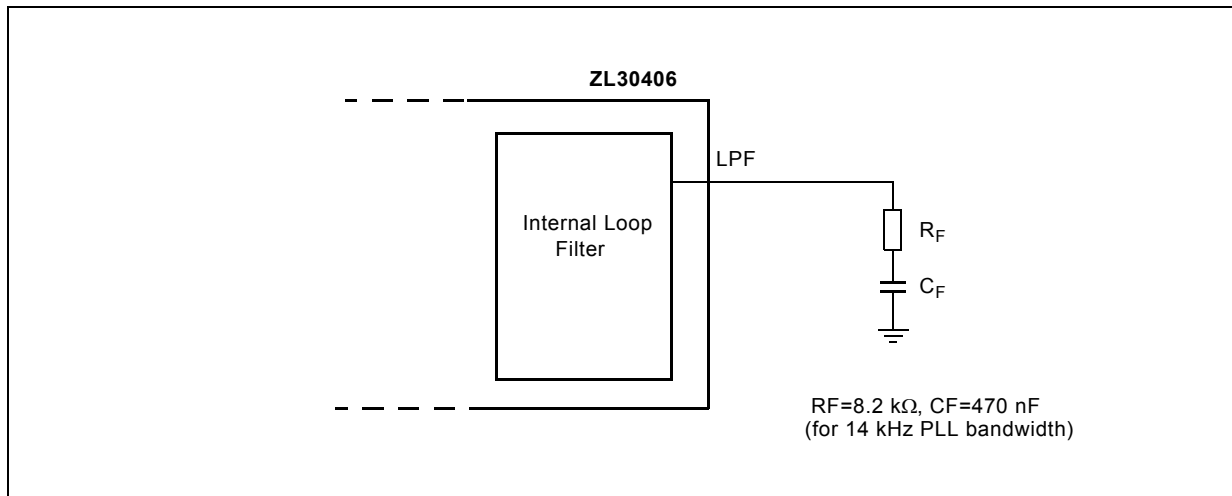 ZL30406
LPF
Internal Loop
Filter
RF
CF
RF=8.2 kΩ, CF=470 nF
(for 14 kHz PLL bandwidth)